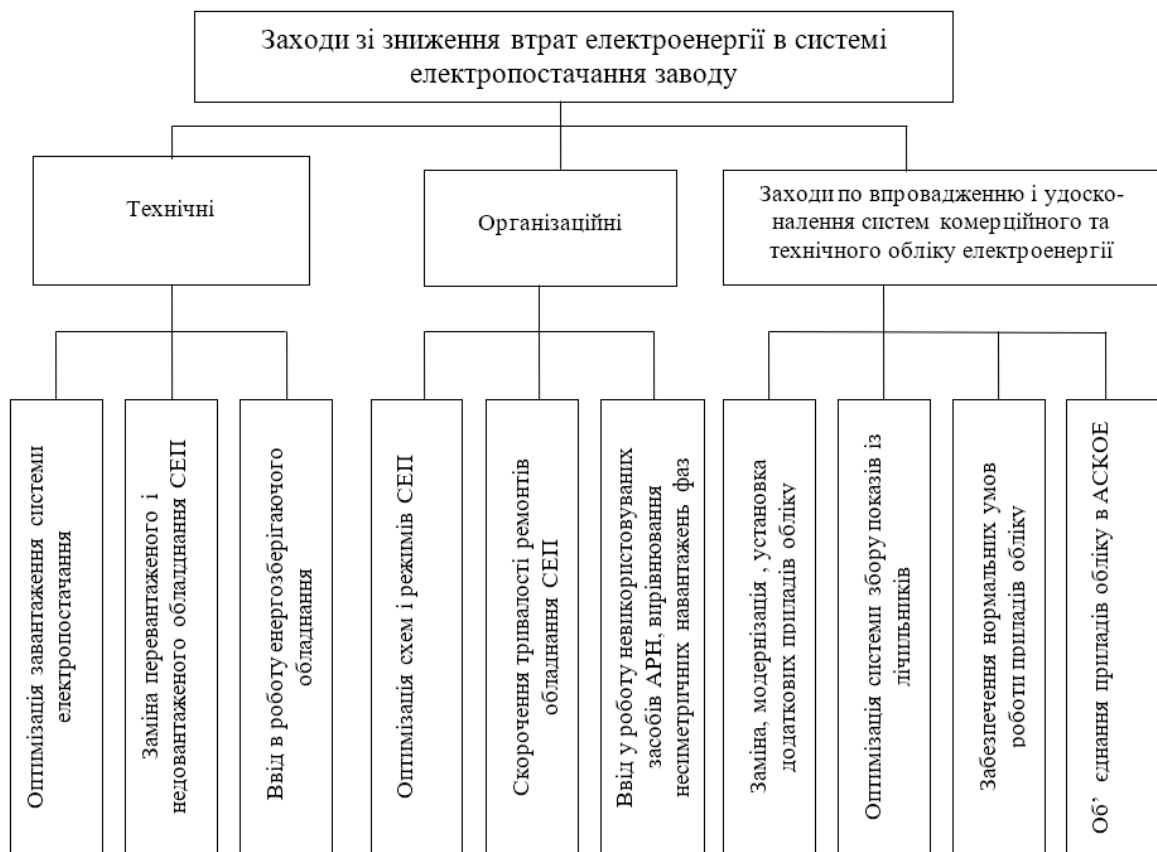 Заходи зі зниження втрат електроенергії в системі
електропостачання заводу
Технічні
Організаційні
Заходи по впровадженню і удоско-
налення систем комерційного та
технічного обліку електроенергії
Оптимізація завантаження системи
електропостачання
Заміна перевантаженого і
недовантаженого обалднання СЕП
Ввід в роботу енергозберігаючого
обладнання
Оптимізація схем і режимів СЕП
Скорочення тривалості ремонтів
обладнання СЕП
Ввід у роботу невикористовуваних
засобів АРН, вирівнювання
несиметричних навантажень фаз
Заміна, модернізація , установка
додаткових приладів обліку
Оптимізація системи збору показів із
лічильників
Забезпечення нормальних умов
роботи приладів обліку
Об’ єднання приладів обліку в АСКОЕ